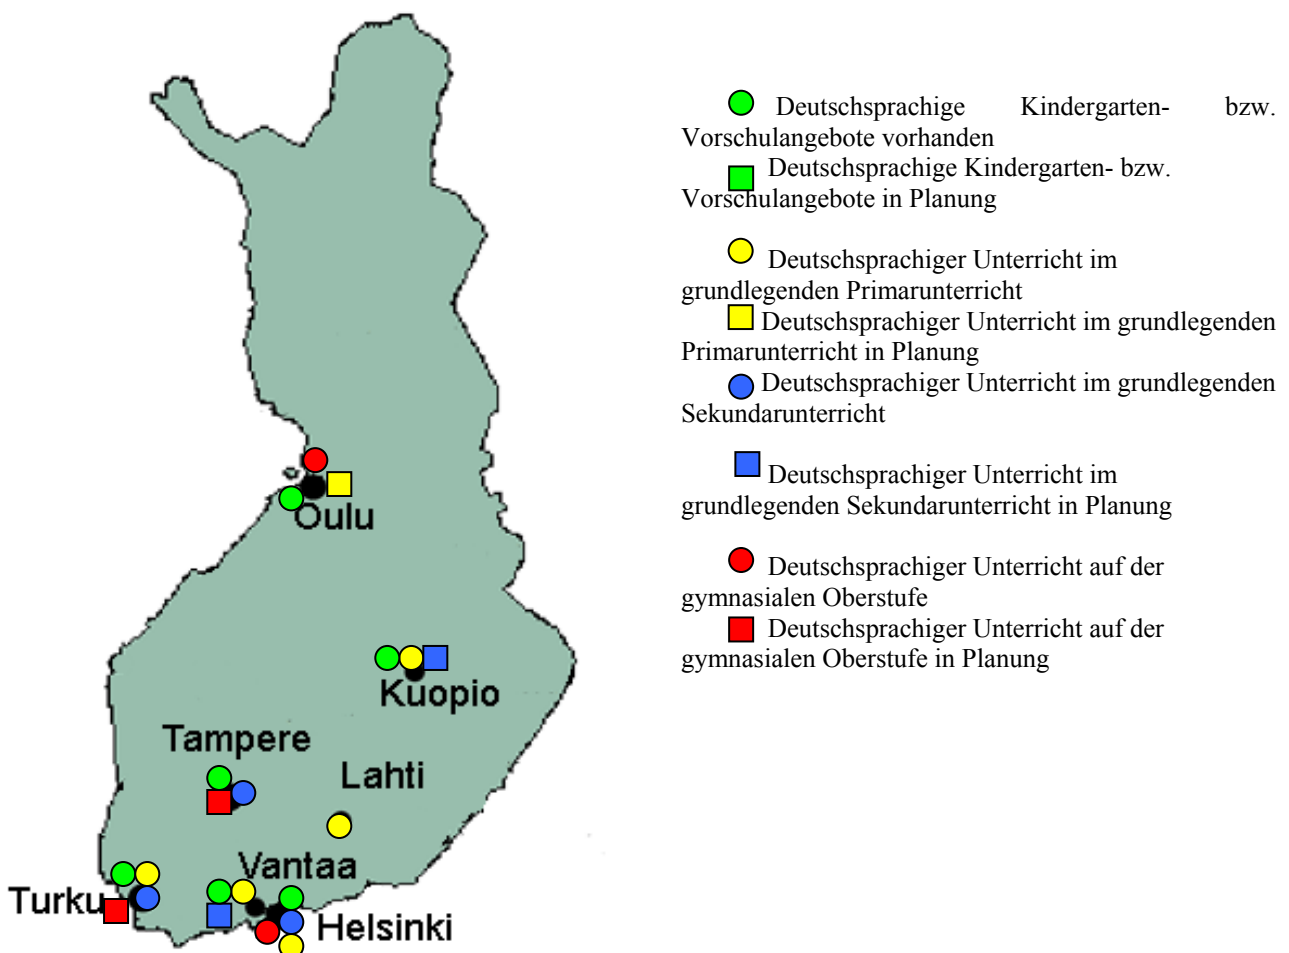 Deutschsprachige Kindergarten- bzw.
Vorschulangebote vorhanden
Deutschsprachige Kindergarten- bzw.
Vorschulangebote in Planung
Deutschsprachiger Unterricht im
grundlegenden Primarunterricht
Deutschsprachiger Unterricht im grundlegenden
Primarunterricht in Planung
Deutschsprachiger Unterricht im grundlegenden
Sekundarunterricht
Deutschsprachiger Unterricht im
grundlegenden Sekundarunterricht in Planung
Deutschsprachiger Unterricht auf der
gymnasialen Oberstufe
Deutschsprachiger Unterricht auf der
gymnasialen Oberstufe in Planung
Oulu
Kuopio
Tampere
Lahti
Vantaa
Turku
Helsinki